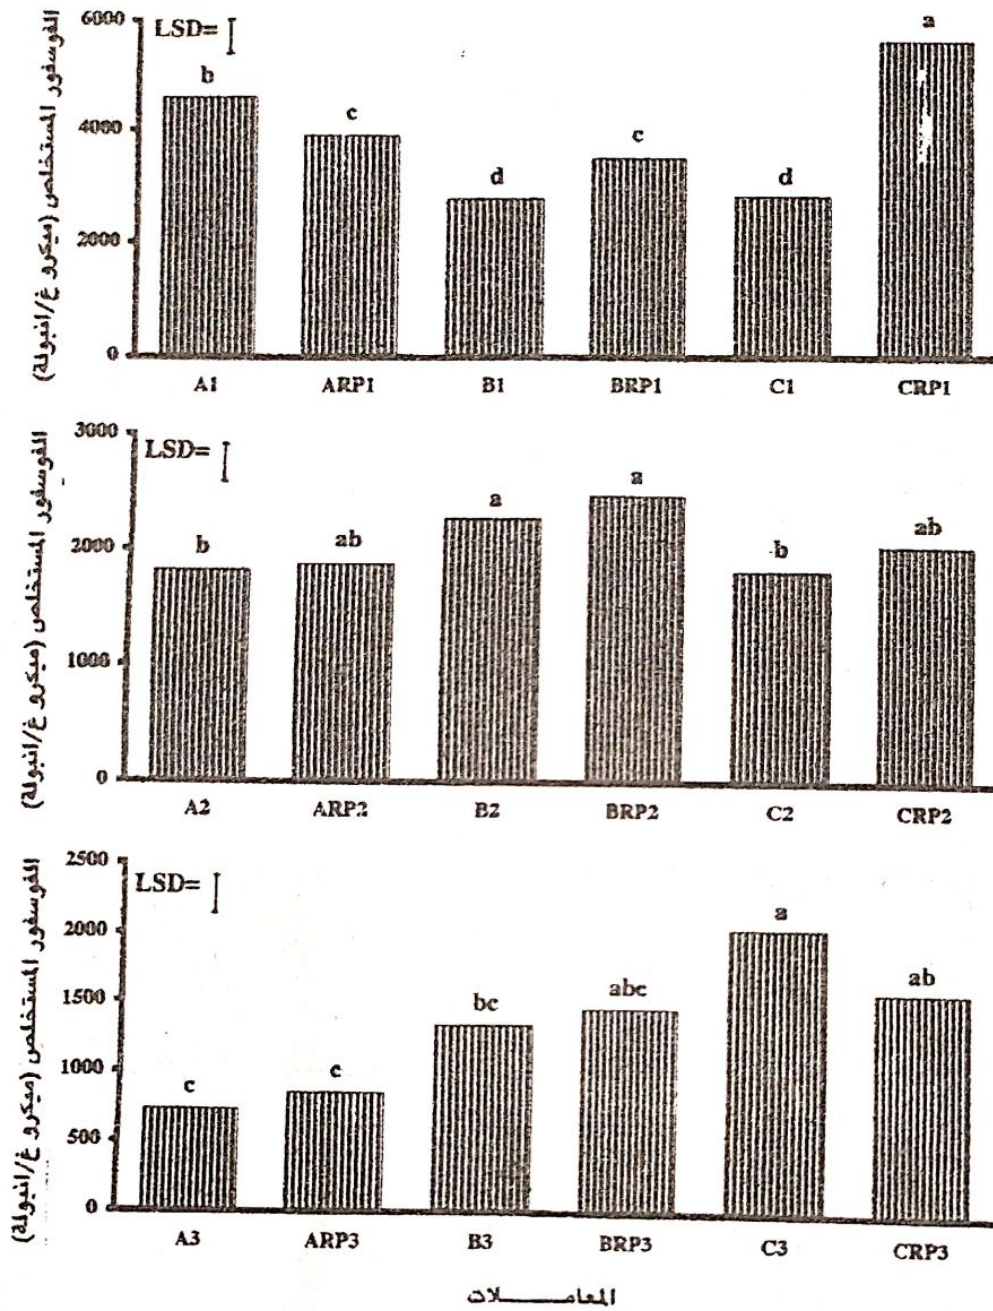 الفوسفور المستخلص (ميكرو غ/انبولة)
6000
4000
2000
0
LSD=
b
c
d
c
d
a
A1 ARP1 B1 BRP1 C1 CRP1
الفوسفور المستخلص (ميكرو غ/انبولة)
3000
2000
1000
0
LSD=
b
ab
a
a
b
ab
A2 ARP2 B2 BRP2 C2 CRP2
الفوسفور المستخلص (ميكرو غ/انبولة)
2500
2000
1500
1000
500
0
LSD=
c
c
bc
abc
a
ab
A3 ARP3 B3 BRP3 C3 CRP3
المعامـــــلات